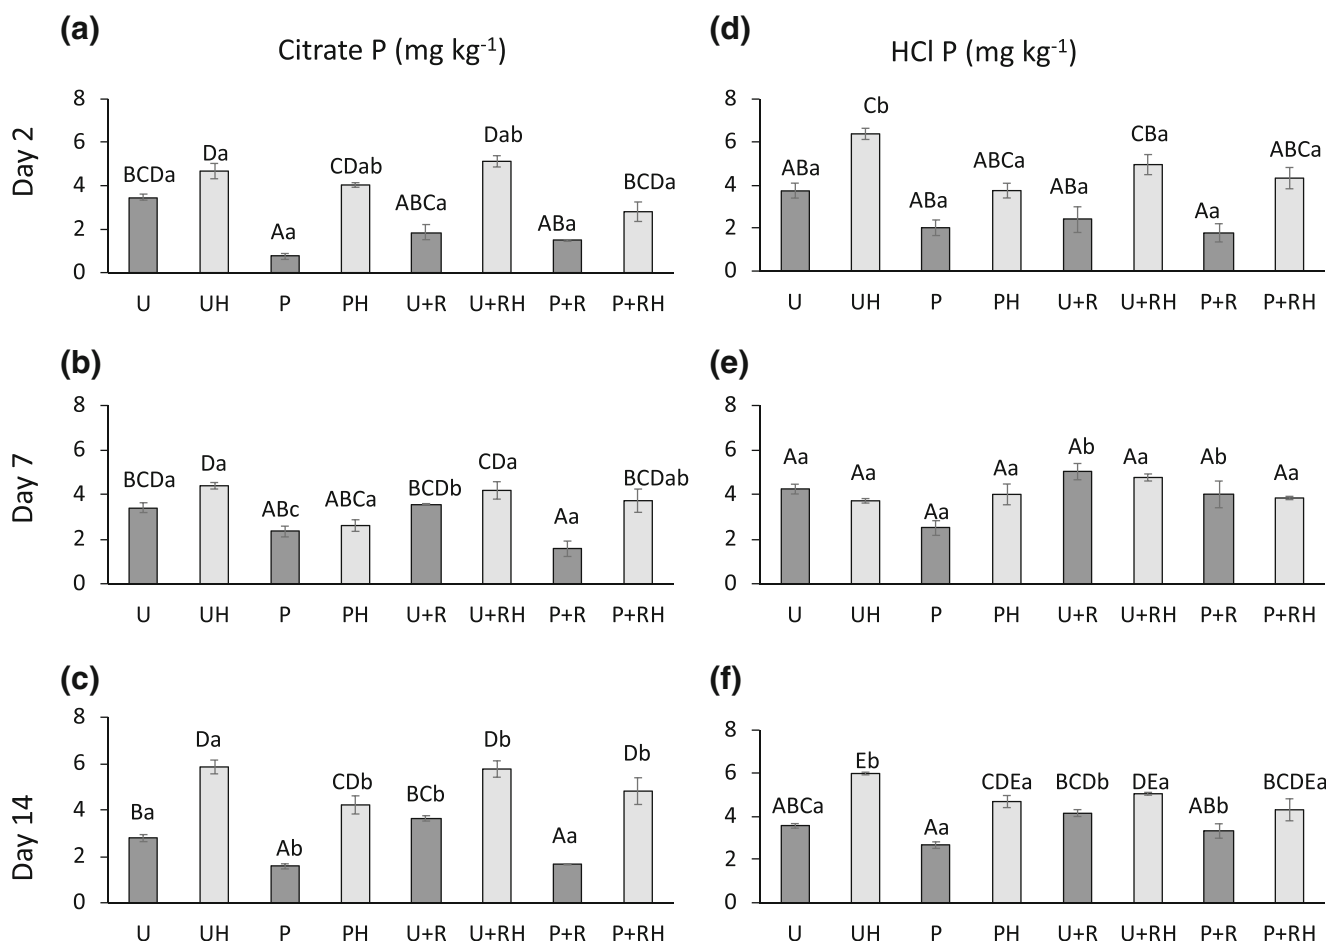 (a)
Citrate P (mg kg⁻¹)
Day 2
8
6
4
2
0
BCDa Da Aa CDab ABCa Dab ABa BCDa
U UH P PH U+R U+RH P+R P+RH
(d)
HCl P (mg kg⁻¹)
8
6
4
2
0
ABa Cb ABa ABCa ABa CBa Aa ABCa
U UH P PH U+R U+RH P+R P+RH
(b)
Day 7
8
6
4
2
0
BCDa Da ABc ABCa BCDb CDa Aa BCDab
U UH P PH U+R U+RH P+R P+RH
(e)
8
6
4
2
0
Aa Aa Aa Aa Ab Aa Ab Aa
U UH P PH U+R U+RH P+R P+RH
(c)
Day 14
8
6
4
2
0
Ba Da Ab CDb BCb Db Aa Db
U UH P PH U+R U+RH P+R P+RH
(f)
8
6
4
2
0
ABCa Eb Aa CDEa BCDb DEa ABb BCDEa
U UH P PH U+R U+RH P+R P+RH